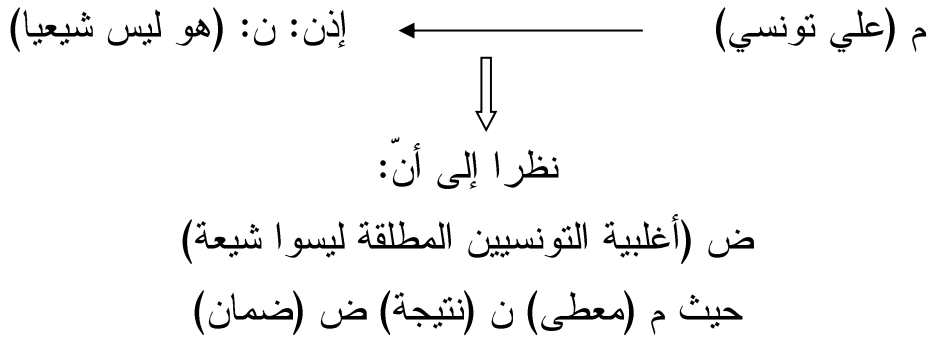 م (علي تونسي) إذن: ن: (هو ليس شيعيا)
نظرا إلى أنّ:
ض (أغلبية التونسيين المطلقة ليسوا شيعة)
حيث م (معطى) ن (نتيجة) ض (ضمان)